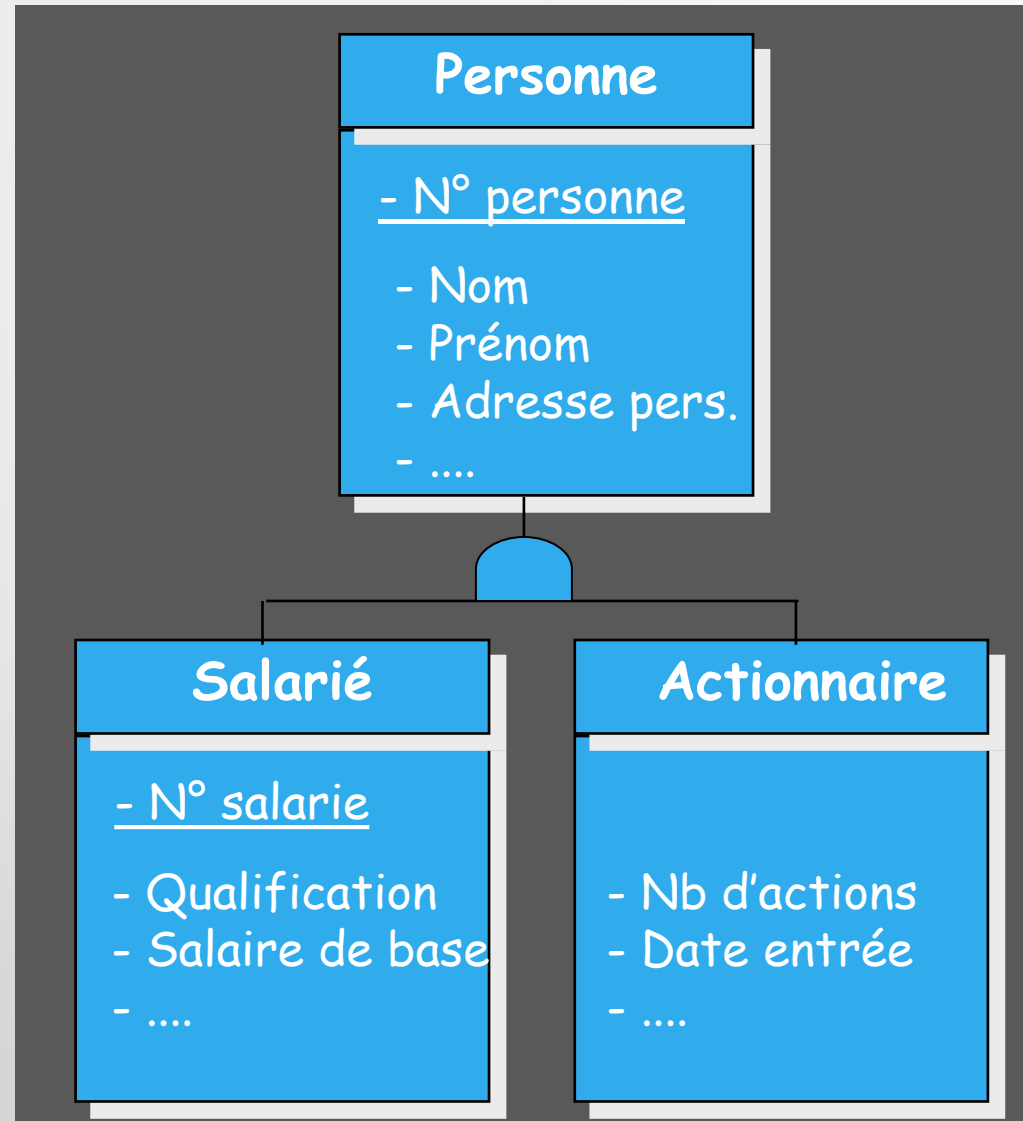 Personne
- N° personne
- Nom
- Prénom
- Adresse pers.
- ....
Salarié
- N° salarie
- Qualification
- Salaire de base
- ....
Actionnaire
- Nb d’actions
- Date entrée
- ....